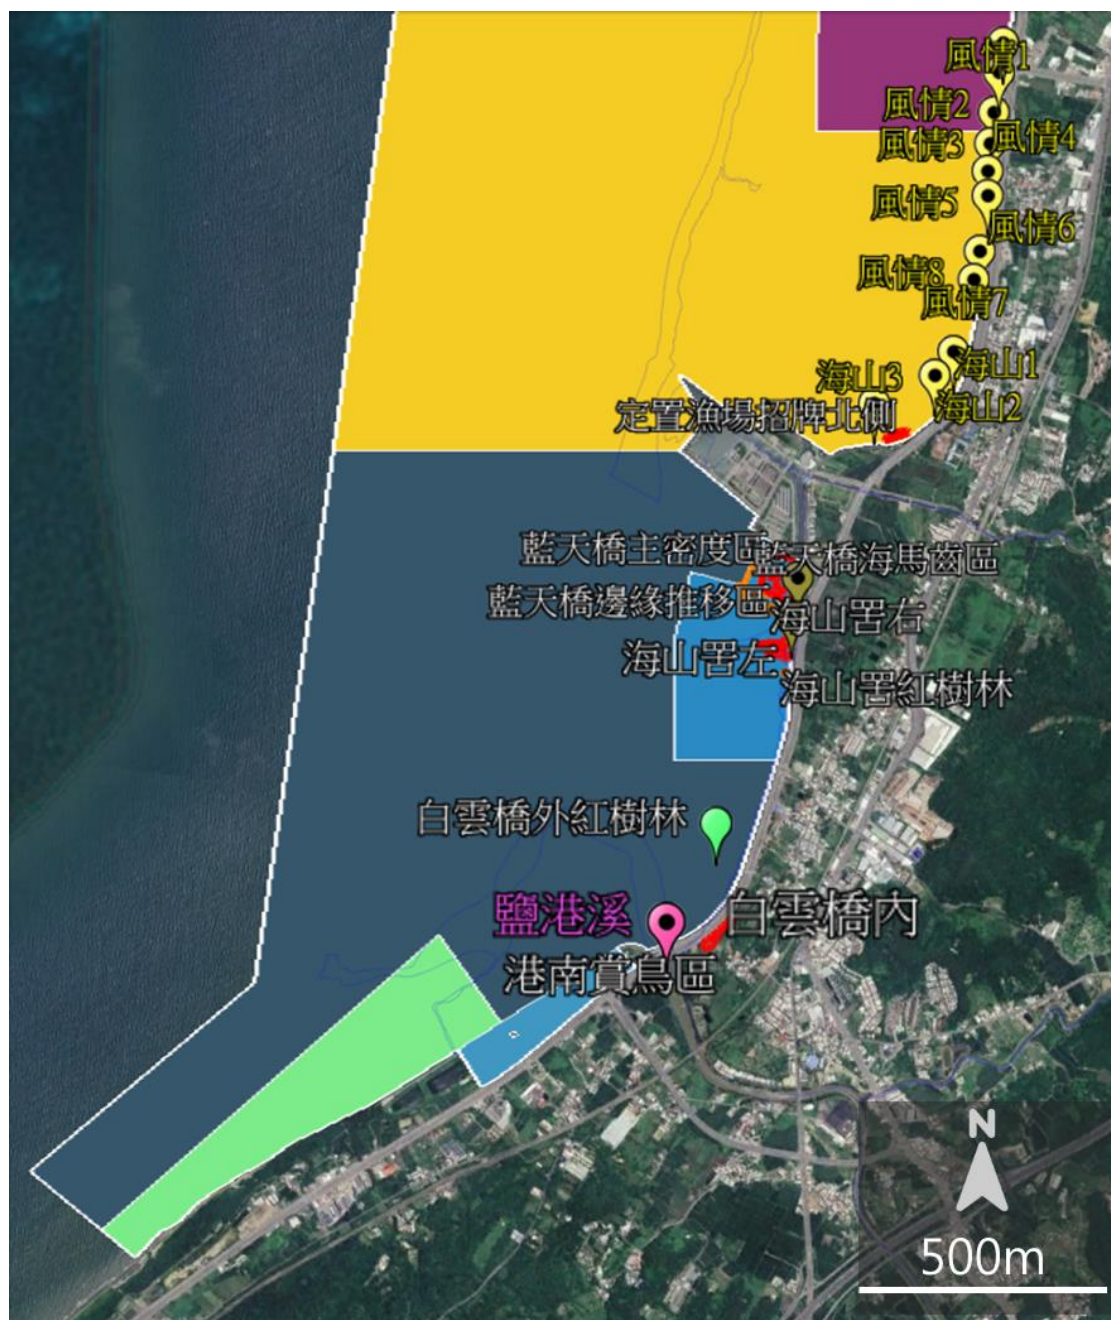 風情1
風情2
風情3
風情4
風情5
風情6
風情8
風情7
海山3
海山1
海山2
定置漁場招牌北側
藍天橋主密度區
藍天橋海馬齒區
藍天橋邊緣推移區
海山罟右
海山罟左
海山罟紅樹林
白雲橋外紅樹林
鹽港溪
白雲橋內
港南賞鳥區
N
500m